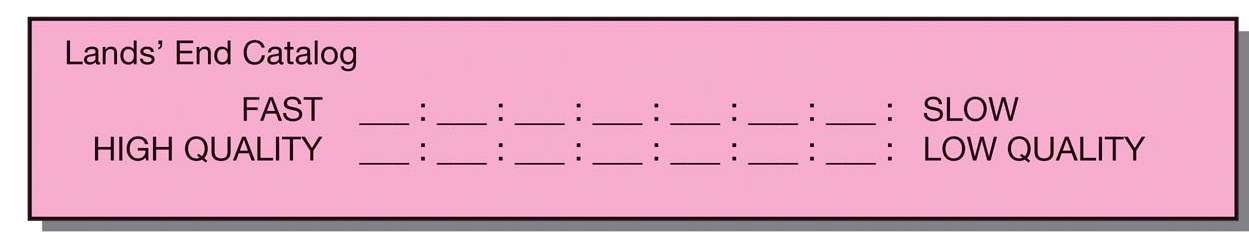 Lands’ End Catalog
FAST ___ : ___ : ___ : ___ : ___ : ___ : ___ : SLOW
HIGH QUALITY ___ : ___ : ___ : ___ : ___ : ___ : ___ : LOW QUALITY